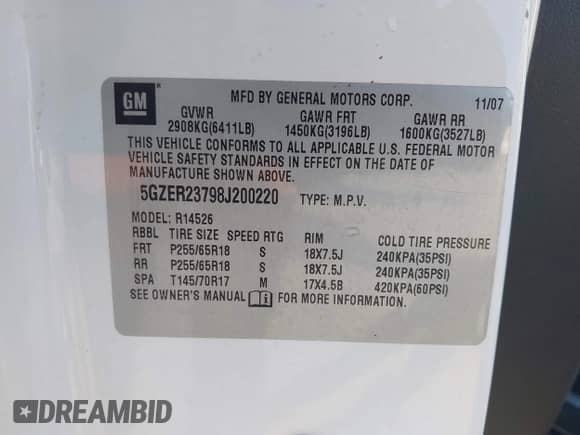 GM ®
MFD BY GENERAL MOTORS CORP. 11/07
GVWR GAWR FRT GAWR RR
2908KG(6411LB) 1450KG(3196LB) 1600KG(3527LB)
THIS VEHICLE CONFORMS TO ALL APPLICABLE U.S. FEDERAL MOTOR
VEHICLE SAFETY STANDARDS IN EFFECT ON THE DATE OF
MANUFACTURE SHOWN ABOVE.
5GZER23798J200220 TYPE: M.P.V.
MODEL: R14526
RBBL TIRE SIZE SPEED RTG RIM COLD TIRE PRESSURE
FRT P255/65R18 S 18X7.5J 240KPA(35PSI)
RR P255/65R18 S 18X7.5J 240KPA(35PSI)
SPA T145/70R17 M 17X4.5B 420KPA(60PSI)
SEE OWNER'S MANUAL FOR MORE INFORMATION.
DREAMBID